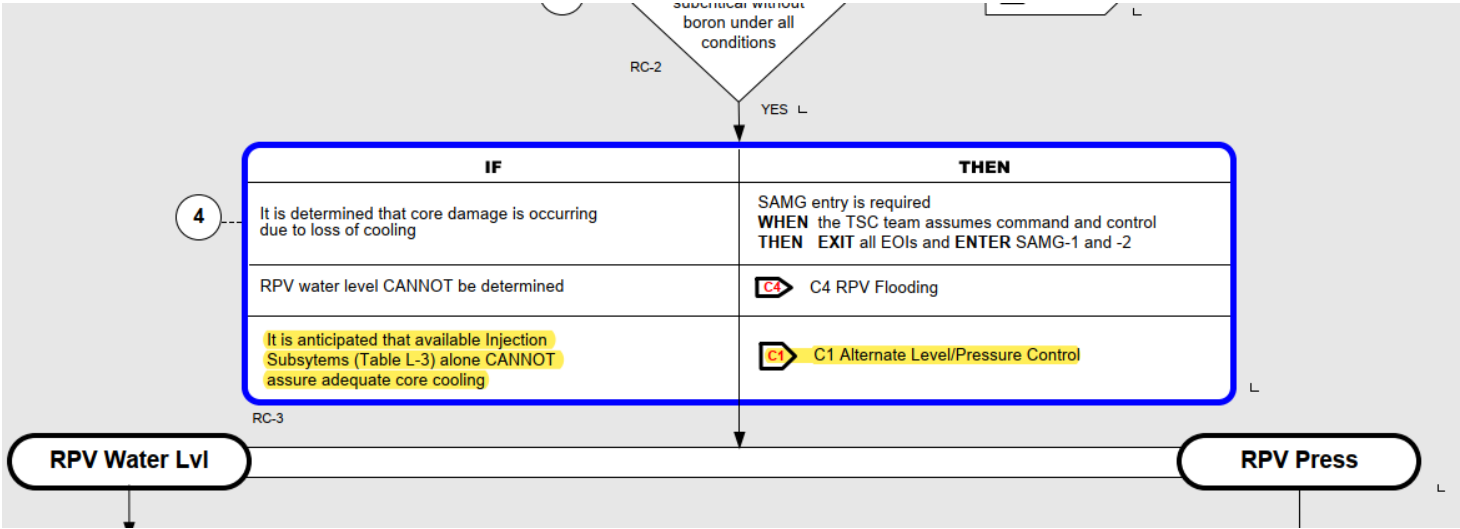 subcritical without
boron under all
conditions
RC-2
YES
IF
THEN
4
It is determined that core damage is occurring
due to loss of cooling
SAMG entry is required
WHEN the TSC team assumes command and control
THEN EXIT all EOIs and ENTER SAMG-1 and -2
RPV water level CANNOT be determined
C4
C4 RPV Flooding
It is anticipated that available Injection
Subsytems (Table L-3) alone CANNOT
assure adequate core cooling
C1
C1 Alternate Level/Pressure Control
RC-3
RPV Water Lvl
RPV Press